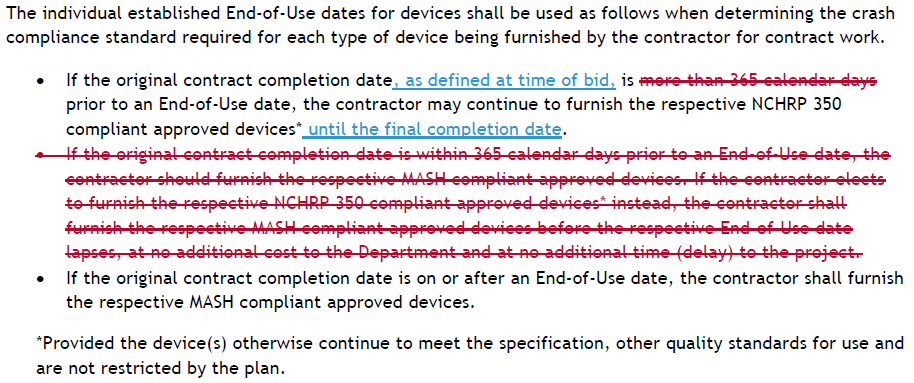 The individual established End-of-Use dates for devices shall be used as follows when determining the crash
compliance standard required for each type of device being furnished by the contractor for contract work.
• If the original contract completion date, as defined at time of bid, is more than 365 calendar days
prior to an End-of-Use date, the contractor may continue to furnish the respective NCHRP 350
compliant approved devices* until the final completion date.
• If the original contract completion date is within 365 calendar days prior to an End-of-Use date, the
contractor should furnish the respective MASH compliant approved devices. If the contractor elects
to furnish the respective NCHRP 350 compliant approved devices* instead, the contractor shall
furnish the respective MASH compliant approved devices before the respective End-of-Use date
lapses, at no additional cost to the Department and at no additional time (delay) to the project.
• If the original contract completion date is on or after an End-of-Use date, the contractor shall furnish
the respective MASH compliant approved devices.
*Provided the device(s) otherwise continue to meet the specification, other quality standards for use and
are not restricted by the plan.